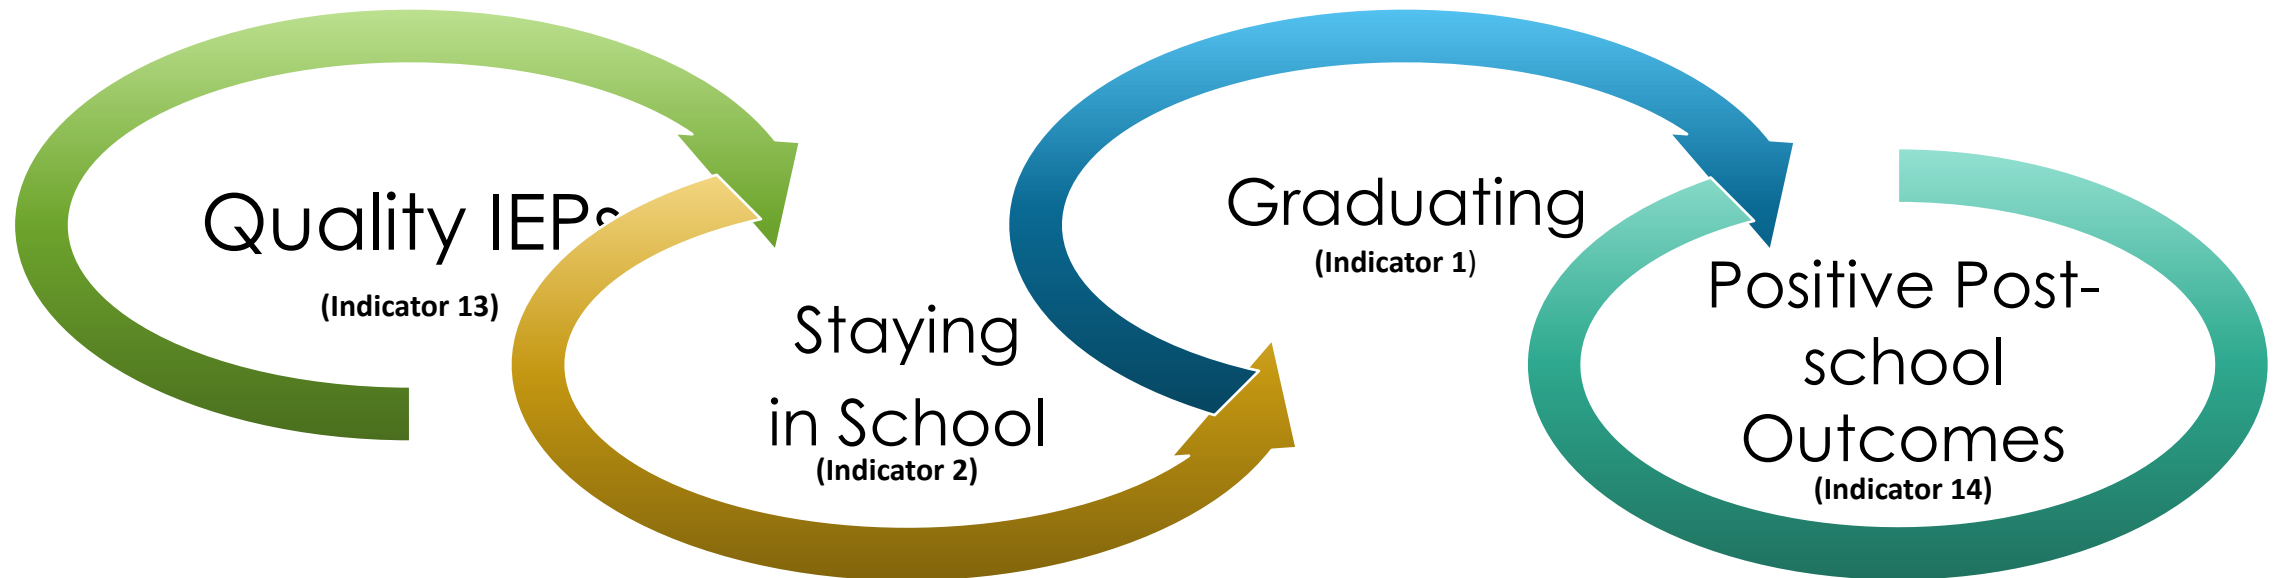 Quality IEPs
(Indicator 13)
Staying
in School
(Indicator 2)
Graduating
(Indicator 1)
Positive Post-
school
Outcomes
(Indicator 14)